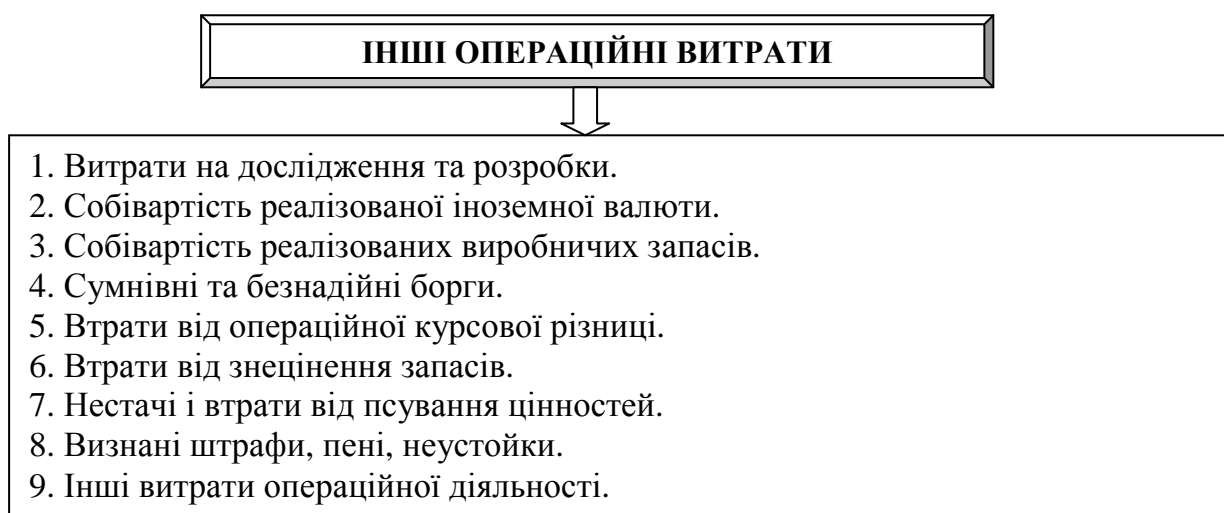 ІНШІ ОПЕРАЦІЙНІ ВИТРАТИ
1. Витрати на дослідження та розробки.
2. Собівартість реалізованої іноземної валюти.
3. Собівартість реалізованих виробничих запасів.
4. Сумнівні та безнадійні борги.
5. Втрати від операційної курсової різниці.
6. Втрати від знецінення запасів.
7. Нестачі і втрати від псування цінностей.
8. Визнані штрафи, пені, неустойки.
9. Інші витрати операційної діяльності.